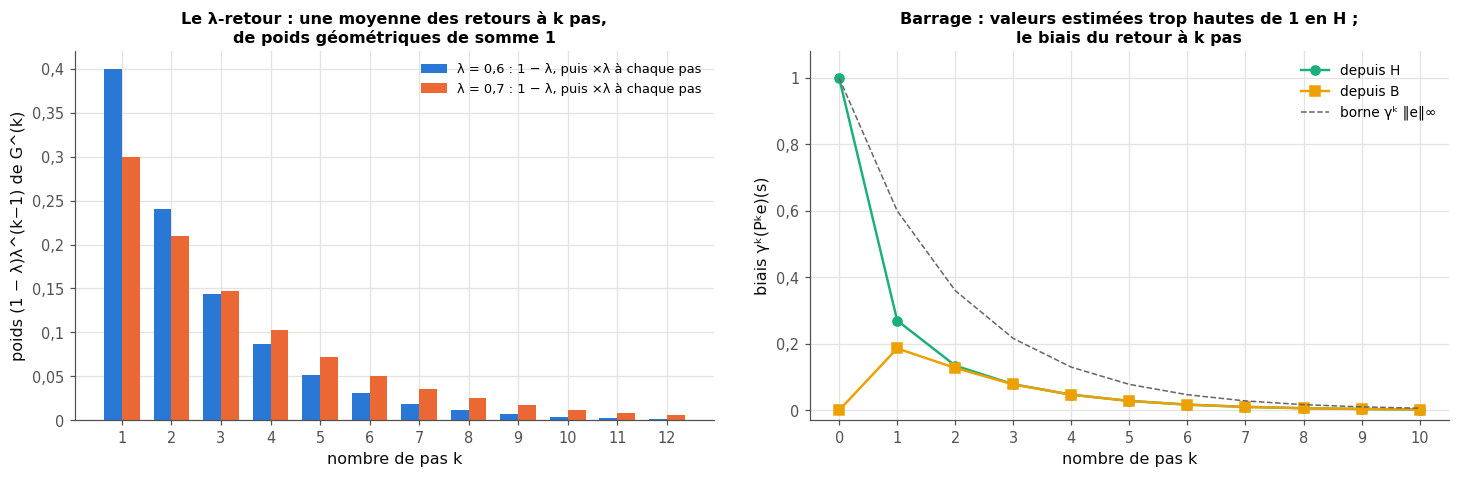 Le λ-retour : une moyenne des retours à k pas,
de poids géométriques de somme 1
poids (1 − λ)λ^(k−1) de G^(k)
0,4
0,35
0,3
0,25
0,2
0,15
0,1
0,05
0
λ = 0,6 : 1 − λ, puis ×λ à chaque pas
λ = 0,7 : 1 − λ, puis ×λ à chaque pas
1 2 3 4 5 6 7 8 9 10 11 12
nombre de pas k
Barrage : valeurs estimées trop hautes de 1 en H ;
le biais du retour à k pas
biais γᵏ(Pᵏe)(s)
1
0,8
0,6
0,4
0,2
0
depuis H
depuis B
borne γᵏ ‖e‖∞
0 1 2 3 4 5 6 7 8 9 10
nombre de pas k